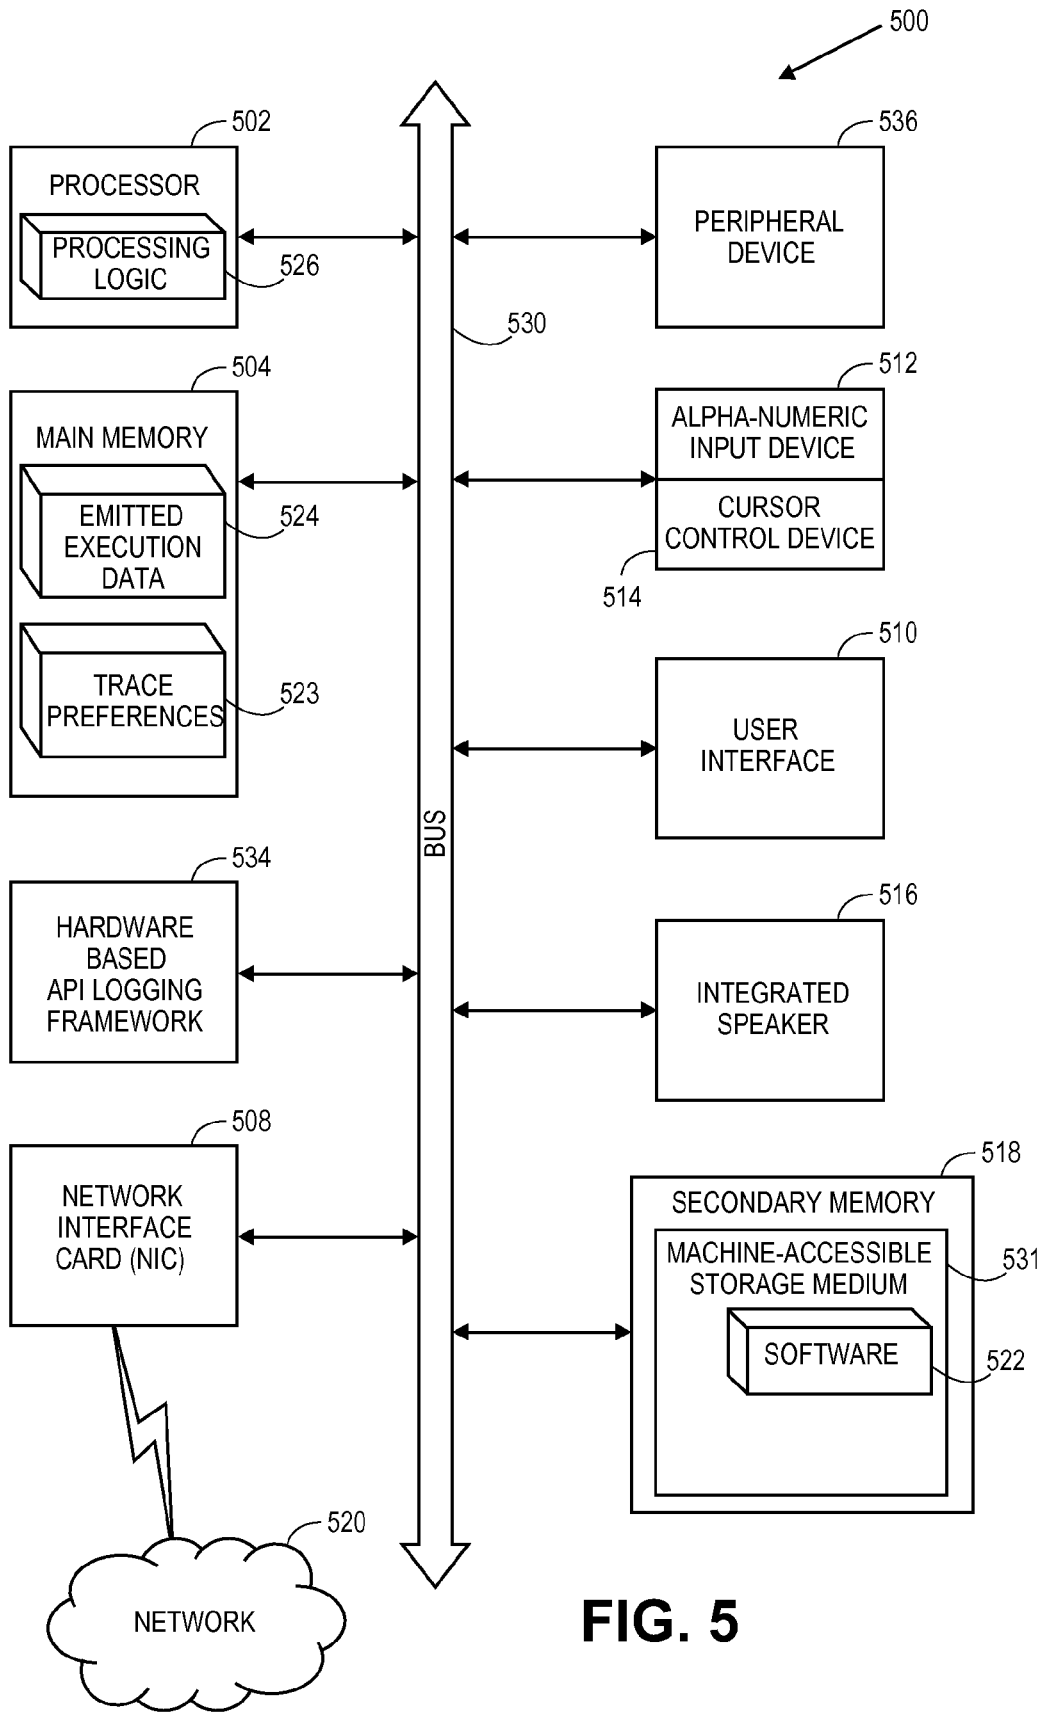 500
502
PROCESSOR
PROCESSING
LOGIC
526
504
MAIN MEMORY
EMITTED
EXECUTION
DATA
524
TRACE
PREFERENCES
523
534
HARDWARE
BASED
API LOGGING
FRAMEWORK
508
NETWORK
INTERFACE
CARD (NIC)
520
NETWORK
530
BUS
536
PERIPHERAL
DEVICE
512
ALPHA-NUMERIC
INPUT DEVICE
CURSOR
CONTROL DEVICE
514
510
USER
INTERFACE
516
INTEGRATED
SPEAKER
518
SECONDARY MEMORY
MACHINE-ACCESSIBLE
STORAGE MEDIUM
531
SOFTWARE
522
FIG. 5